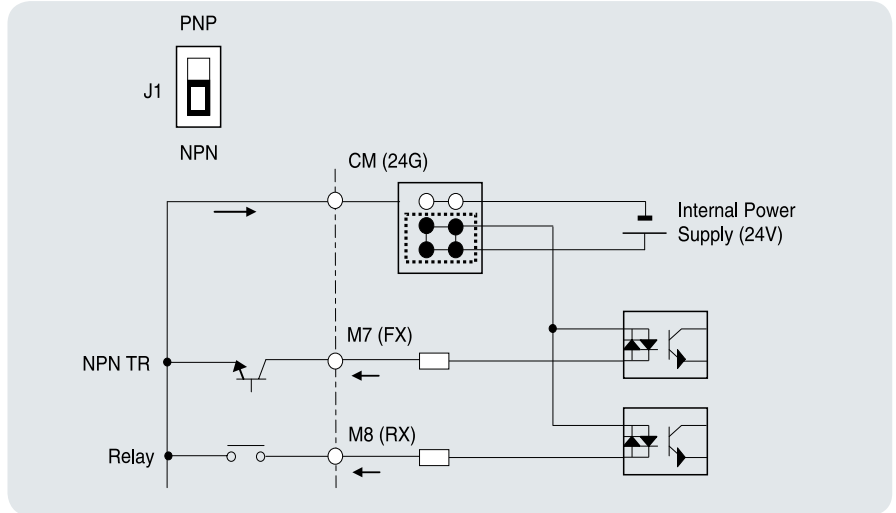 PNP
J1
NPN
CM (24G)
Internal Power
Supply (24V)
M7 (FX)
NPN TR
M8 (RX)
Relay